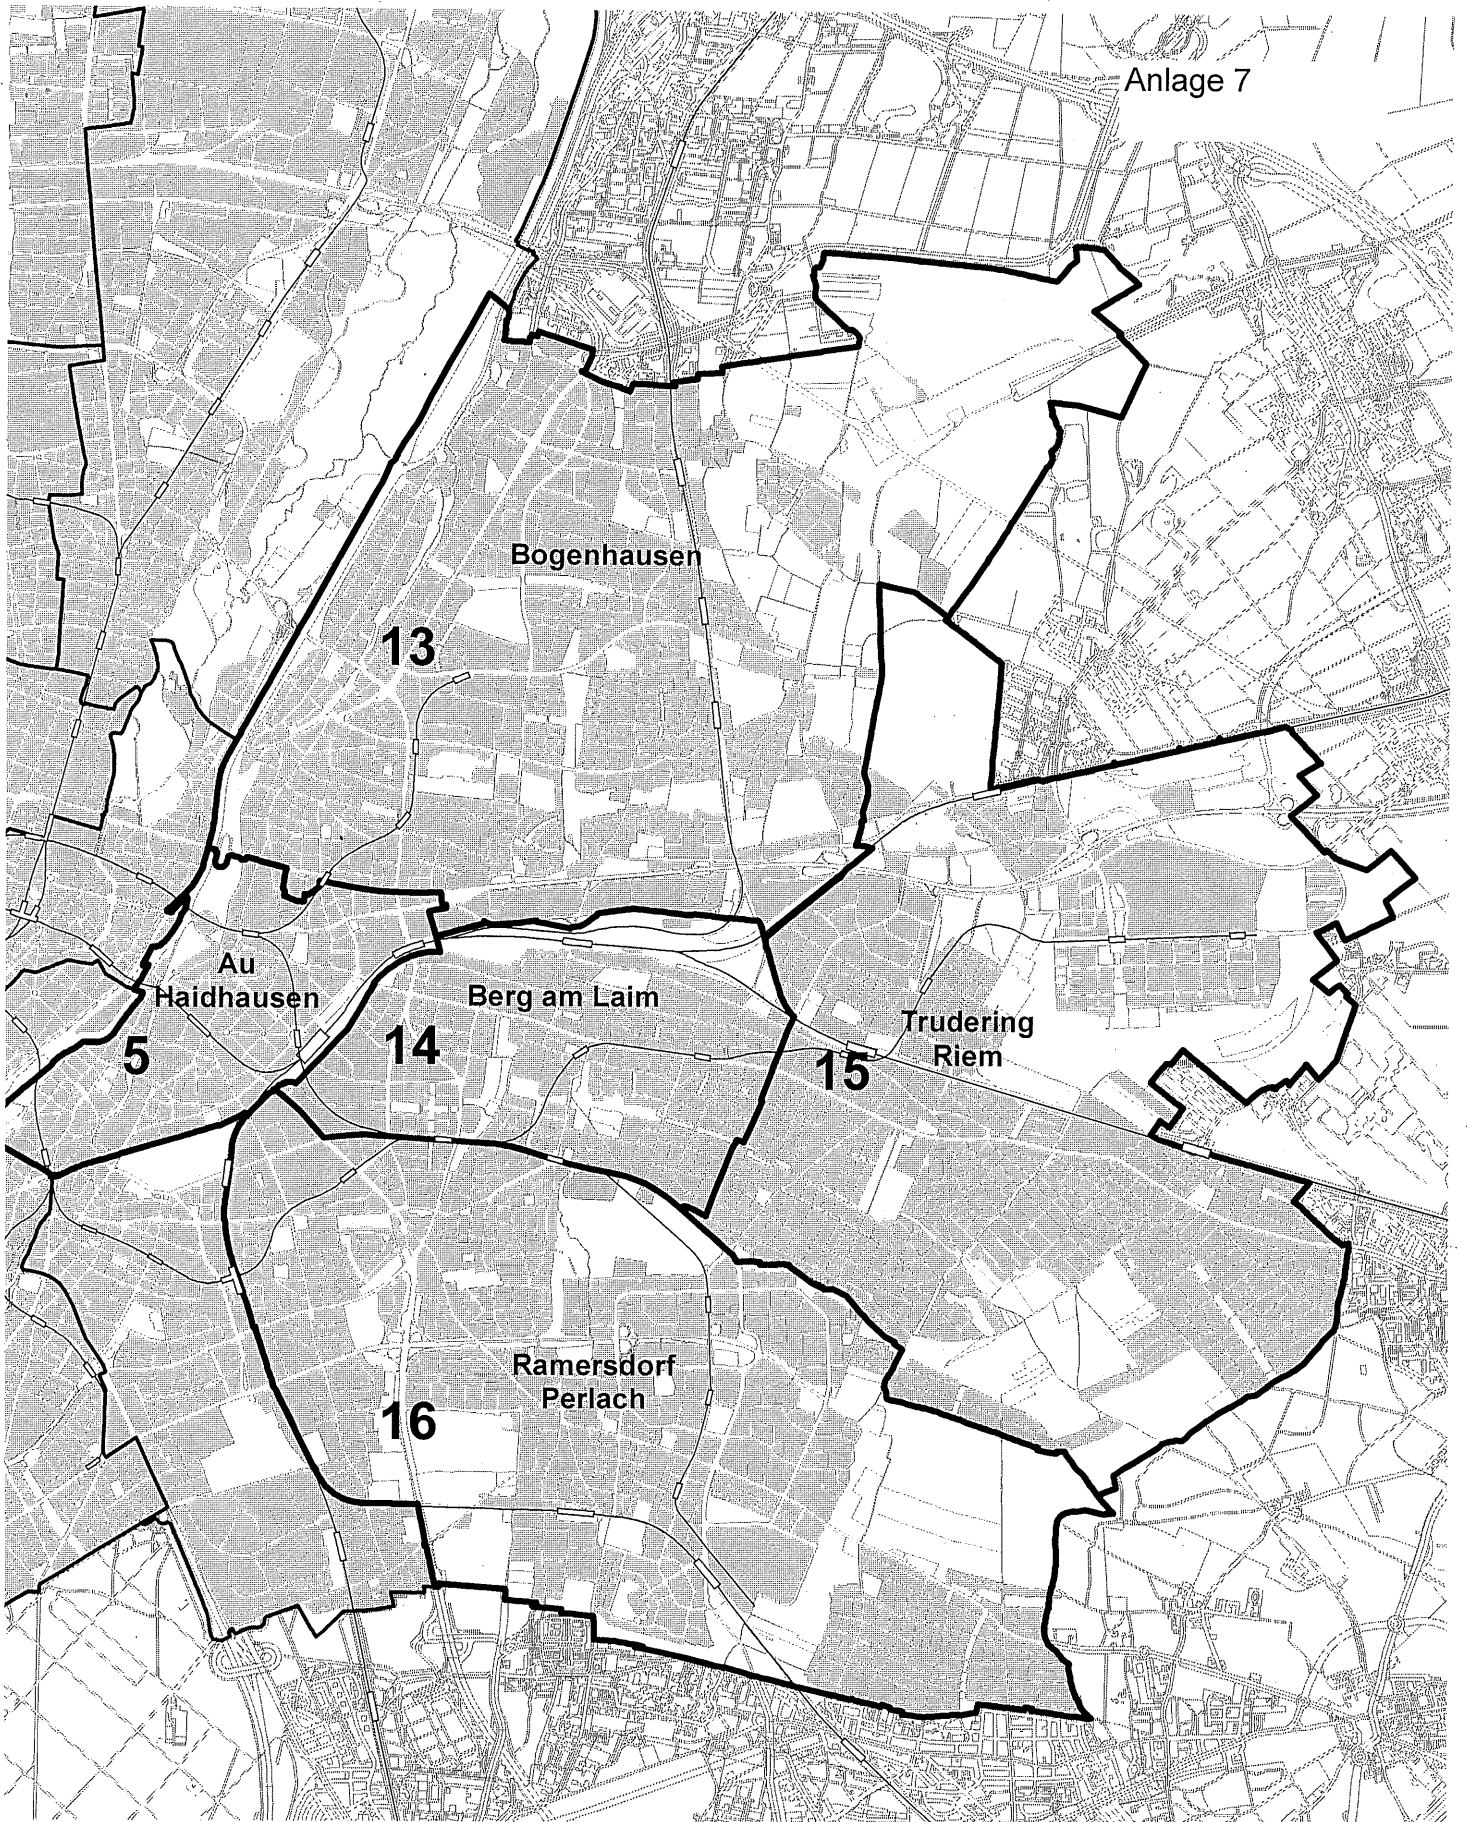 Anlage 7
Bogenhausen
13
Au
Haidhausen
5
Berg am Laim
14
Trudering
Riem
15
Ramersdorf
Perlach
16